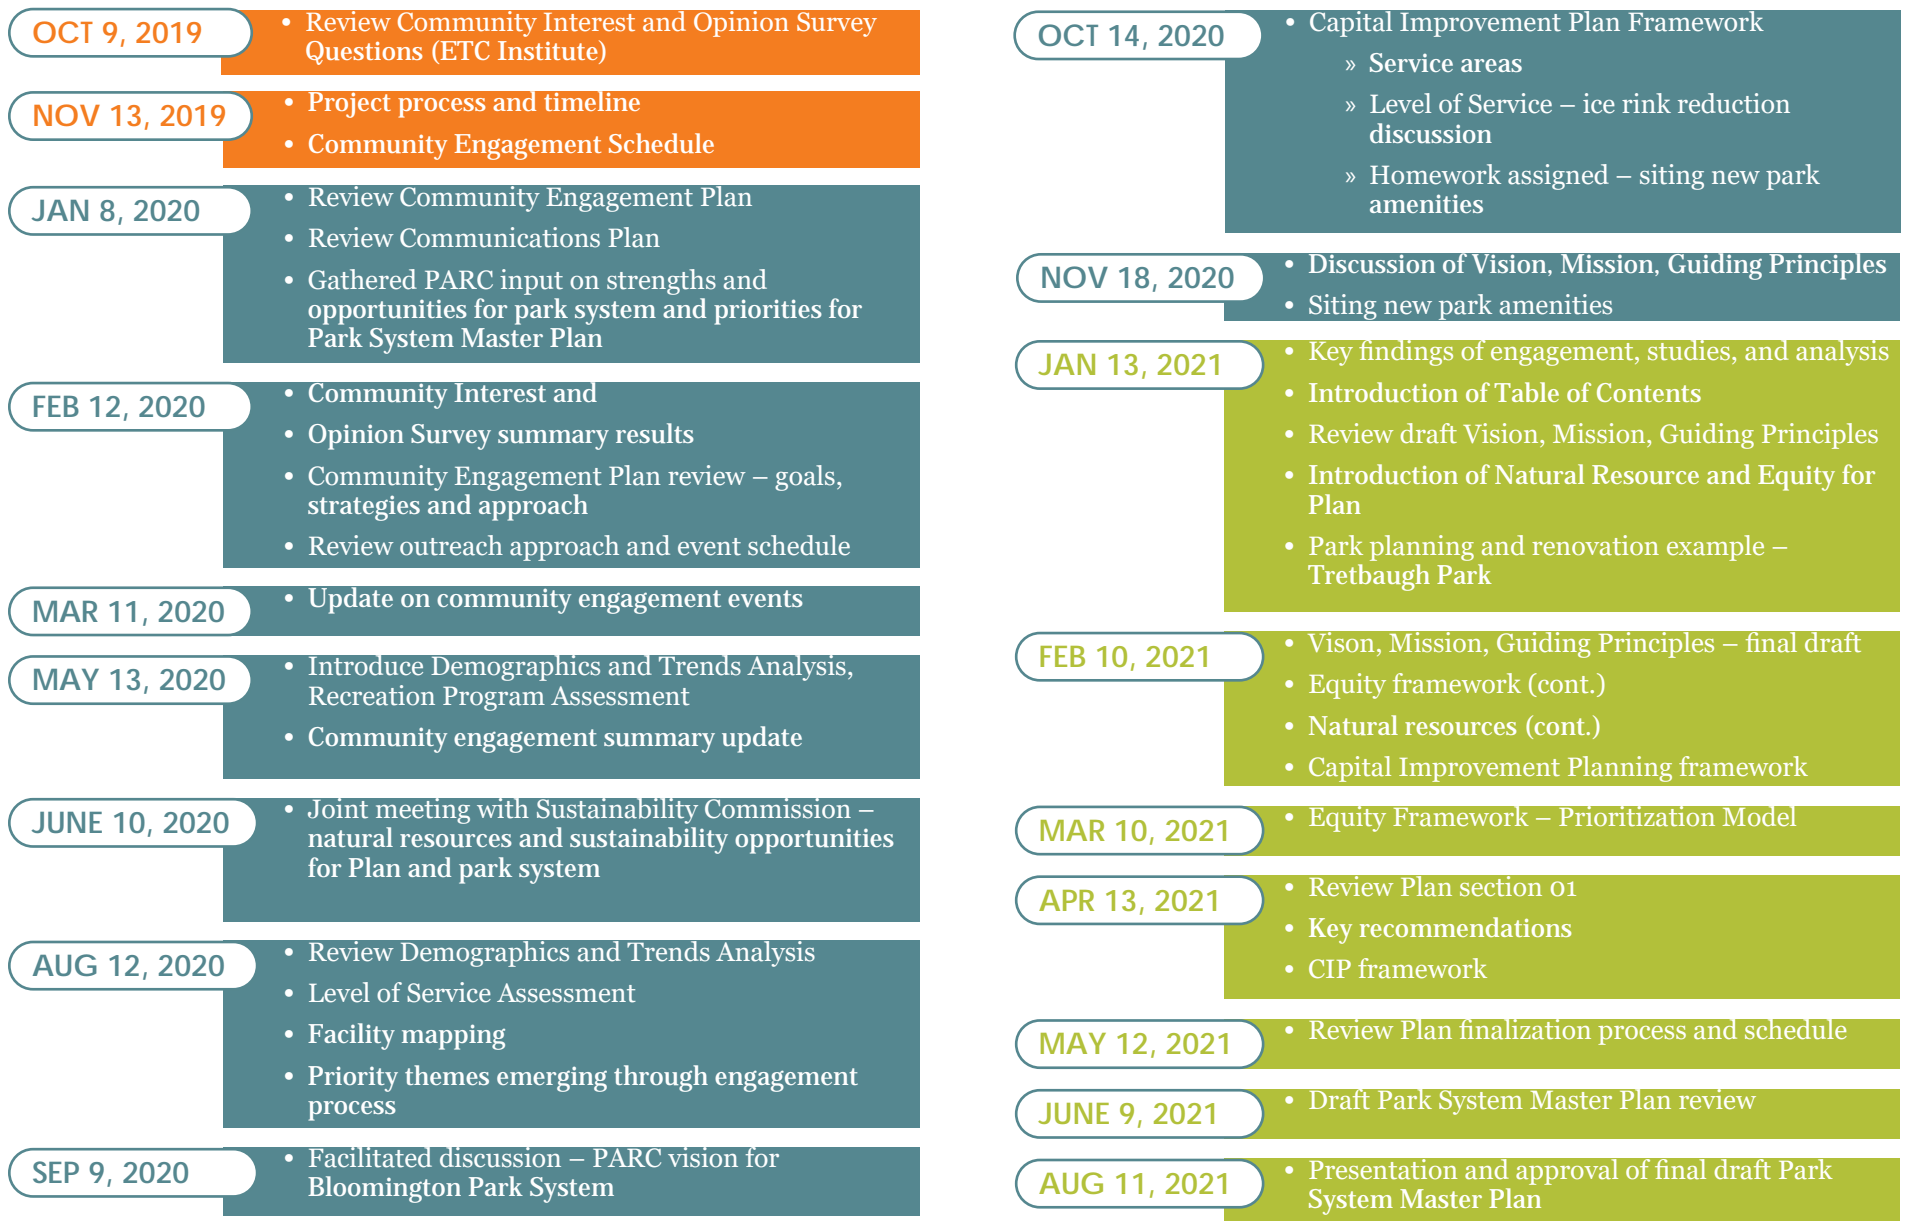 OCT 9, 2019
• Review Community Interest and Opinion Survey
Questions (ETC Institute)
NOV 13, 2019
• Project process and timeline
• Community Engagement Schedule
JAN 8, 2020
• Review Community Engagement Plan
• Review Communications Plan
• Gathered PARC input on strengths and
opportunities for park system and priorities for
Park System Master Plan
FEB 12, 2020
• Community Interest and
• Opinion Survey summary results
• Community Engagement Plan review – goals,
strategies and approach
• Review outreach approach and event schedule
MAR 11, 2020
• Update on community engagement events
MAY 13, 2020
• Introduce Demographics and Trends Analysis,
Recreation Program Assessment
• Community engagement summary update
JUNE 10, 2020
• Joint meeting with Sustainability Commission –
natural resources and sustainability opportunities
for Plan and park system
AUG 12, 2020
• Review Demographics and Trends Analysis
• Level of Service Assessment
• Facility mapping
• Priority themes emerging through engagement
process
SEP 9, 2020
• Facilitated discussion – PARC vision for
Bloomington Park System
OCT 14, 2020
• Capital Improvement Plan Framework
» Service areas
» Level of Service – ice rink reduction
discussion
» Homework assigned – siting new park
amenities
NOV 18, 2020
• Discussion of Vision, Mission, Guiding Principles
• Siting new park amenities
JAN 13, 2021
• Key findings of engagement, studies, and analysis
• Introduction of Table of Contents
• Review draft Vision, Mission, Guiding Principles
• Introduction of Natural Resource and Equity for
Plan
• Park planning and renovation example –
Tretbaugh Park
FEB 10, 2021
• Vison, Mission, Guiding Principles – final draft
• Equity framework (cont.)
• Natural resources (cont.)
• Capital Improvement Planning framework
MAR 10, 2021
• Equity Framework – Prioritization Model
APR 13, 2021
• Review Plan section 01
• Key recommendations
• CIP framework
MAY 12, 2021
• Review Plan finalization process and schedule
JUNE 9, 2021
• Draft Park System Master Plan review
AUG 11, 2021
• Presentation and approval of final draft Park
System Master Plan